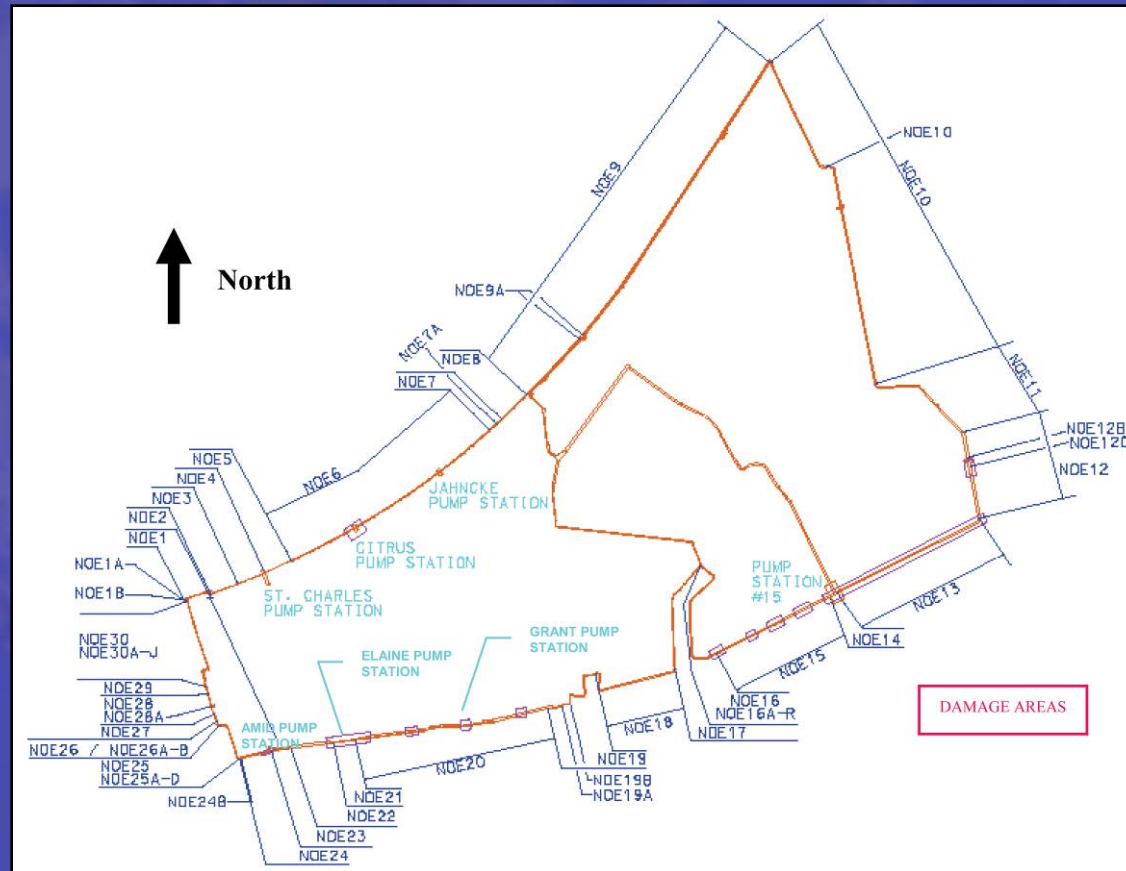 NOE10
NOE9
NOE10
North
NOE9A
NOE7A
NOE8
NOE7
NOE11
NOE12B
NOE12C
NOE12
NOE6
NOE5
NOE4
NOE3
NOE2
NOE1
NOE1A
NOE1B
JAHNCKE
PUMP STATION
CITRUS
PUMP STATION
ST. CHARLES
PUMP STATION
PUMP
STATION
#15
NOE13
NOE14
NOE15
NOE16
NOE16A-R
NOE17
NOE18
GRANT PUMP
STATION
ELAINE PUMP
STATION
NOE30
NOE30A-J
NOE29
NOE28
NOE28A
NOE27
AMID PUMP
STATION
NOE26 / NOE26A-B
NOE25
NOE25A-D
NOE24B
NOE19
NOE19B
NOE19A
NOE20
NOE21
NOE22
NOE23
NOE24
DAMAGE AREAS